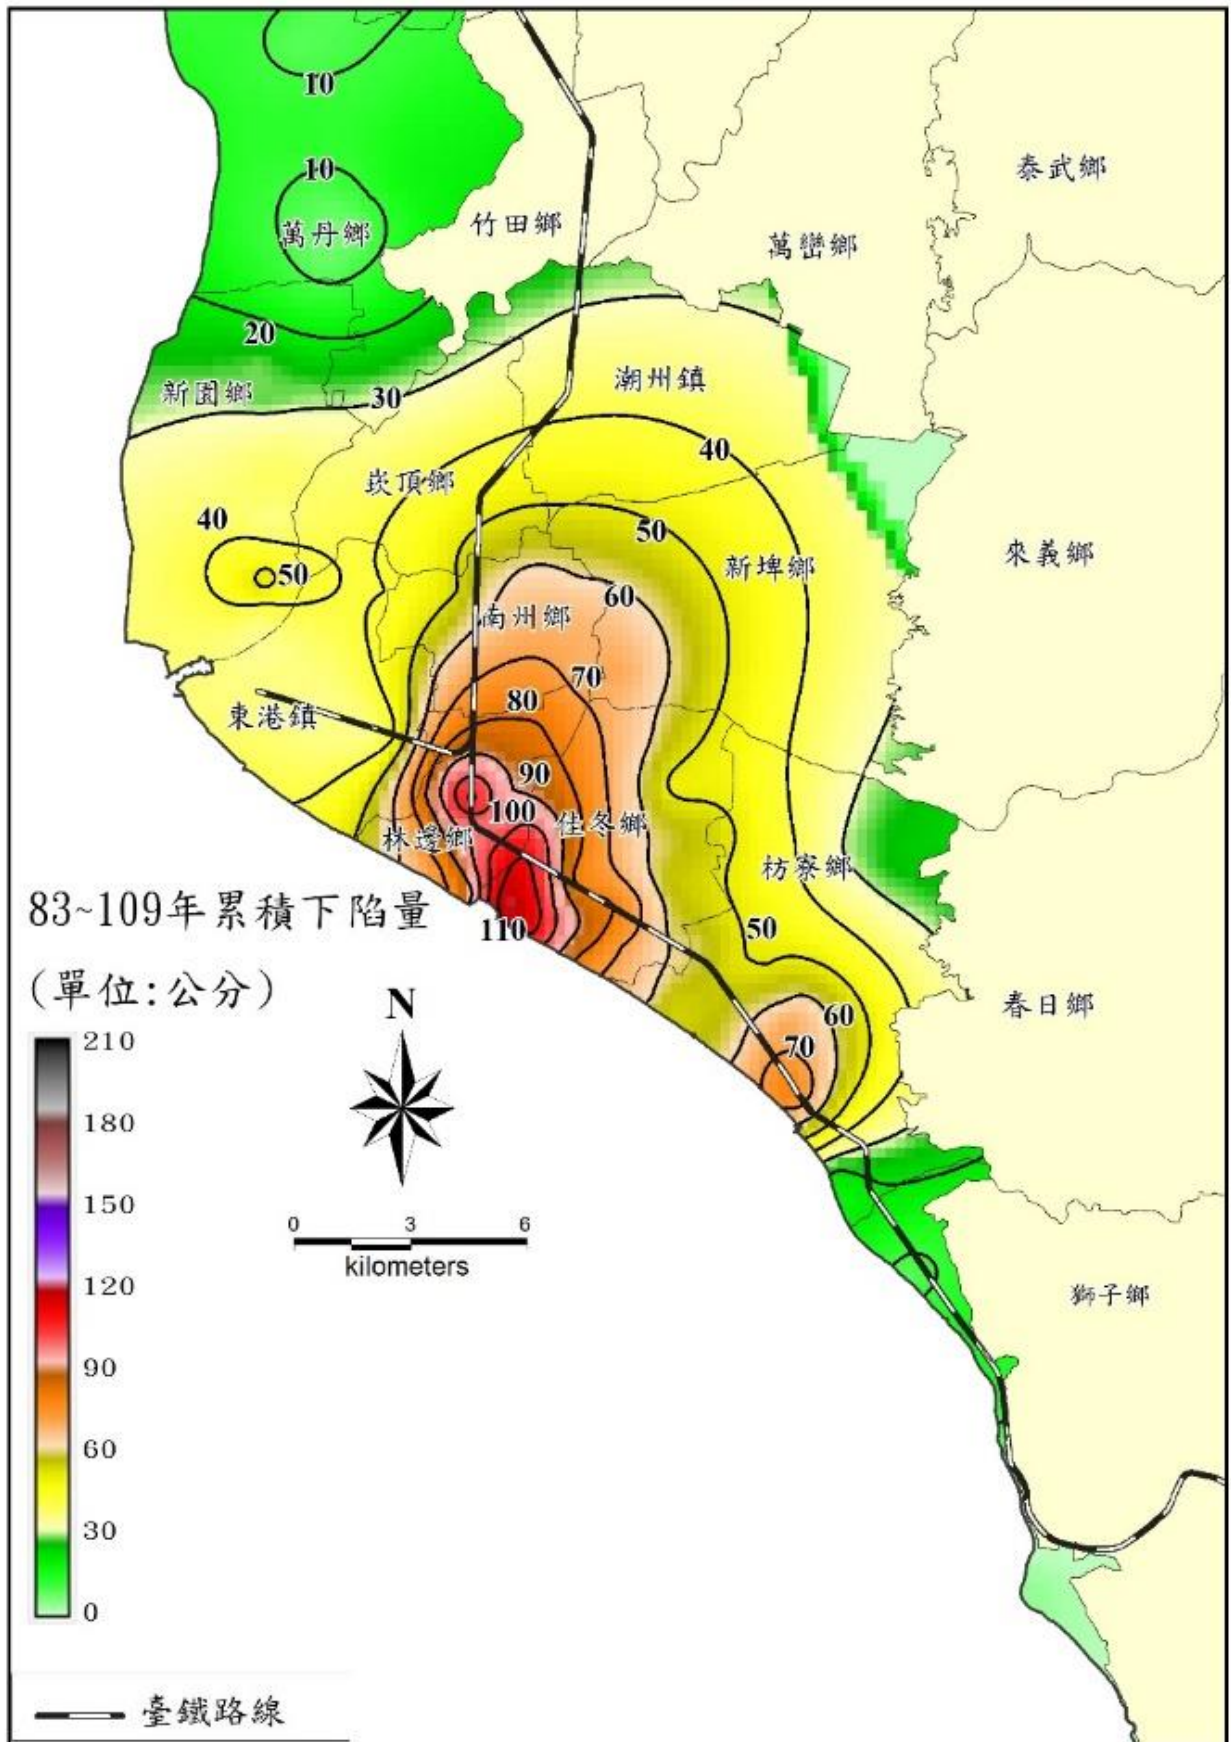 10
10
泰武鄉
竹田鄉
萬丹鄉
萬巒鄉
20
潮州鎮
新園鄉
30
40
崁頂鄉
40
50
來義鄉
新埤鄉
50
60
南州鄉
70
80
東港鎮
90
100
佳冬鄉
林邊鄉
枋寮鄉
83~109年累積下陷量
110
50
(單位:公分)
N
春日鄉
60
70
210
180
150
120
90
60
30
0
0 3 6
kilometers
獅子鄉
臺鐵路線